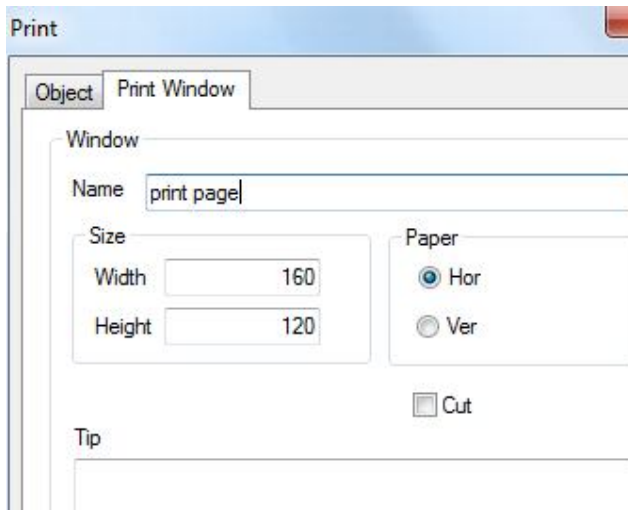 Print
Object Print Window
Window
Name print page
Size Paper
Width 160 Hor
Height 120 Ver
Cut
Tip